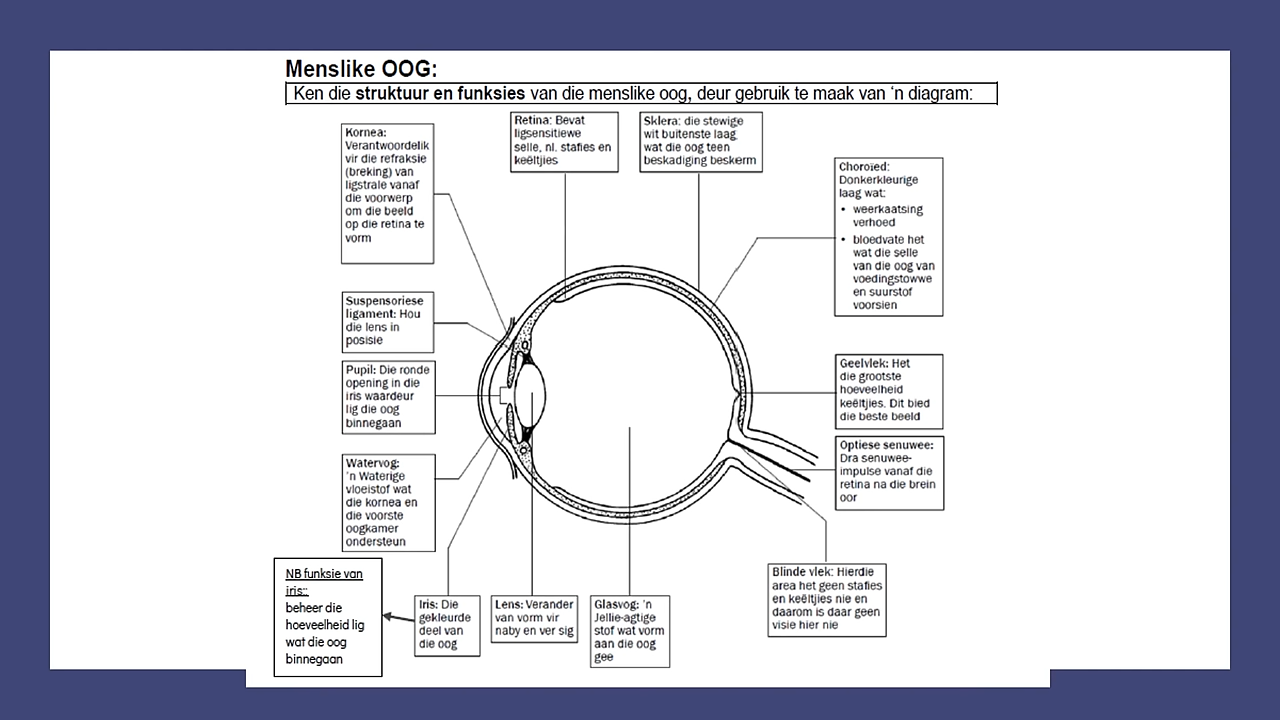 Menslike OOG:
Ken die struktuur en funksies van die menslike oog, deur gebruik te maak van ‘n diagram:
Kornea:
Verantwoordelik
vir die refraksie
(breking) van
ligstrale vanaf
die voorwerp
om die beeld
op die retina te
vorm
Retina: Bevat
ligsensitiewe
selle, nl. stafies en
keëltjies
Sklera: die stewige
wit buitenste laag
wat die oog teen
beskadiging beskerm
Choroïed:
Donkerkleurige
laag wat:
• weerkaatsing
verhoed
• bloedvate het
wat die selle
van die oog van
voedingstowwe
en suurstof
voorsien
Suspensoriese
ligament: Hou
die lens in
posisie
Pupil: Die ronde
opening in die
iris waardeur
lig die oog
binnegaan
Geelvlek: Het
die grootste
hoeveelheid
keëltjies. Dit bied
die beste beeld
Optiese senuwee:
Dra senuwee-
impulse vanaf die
retina na die brein
oor
Watervog:
’n Waterige
vloeistof wat
die kornea en
die voorste
oogkamer
ondersteun
NB funksie van
iris::
beheer die
hoeveelheid lig
wat die oog
binnegaan
Iris: Die
gekleurde
deel van
die oog
Lens: Verander
van vorm vir
naby en ver sig
Glasvog: ’n
Jellie-agtige
stof wat vorm
aan die oog
gee
Blinde vlek: Hierdie
area het geen stafies
en keëltjies nie en
daarom is daar geen
visie hier nie